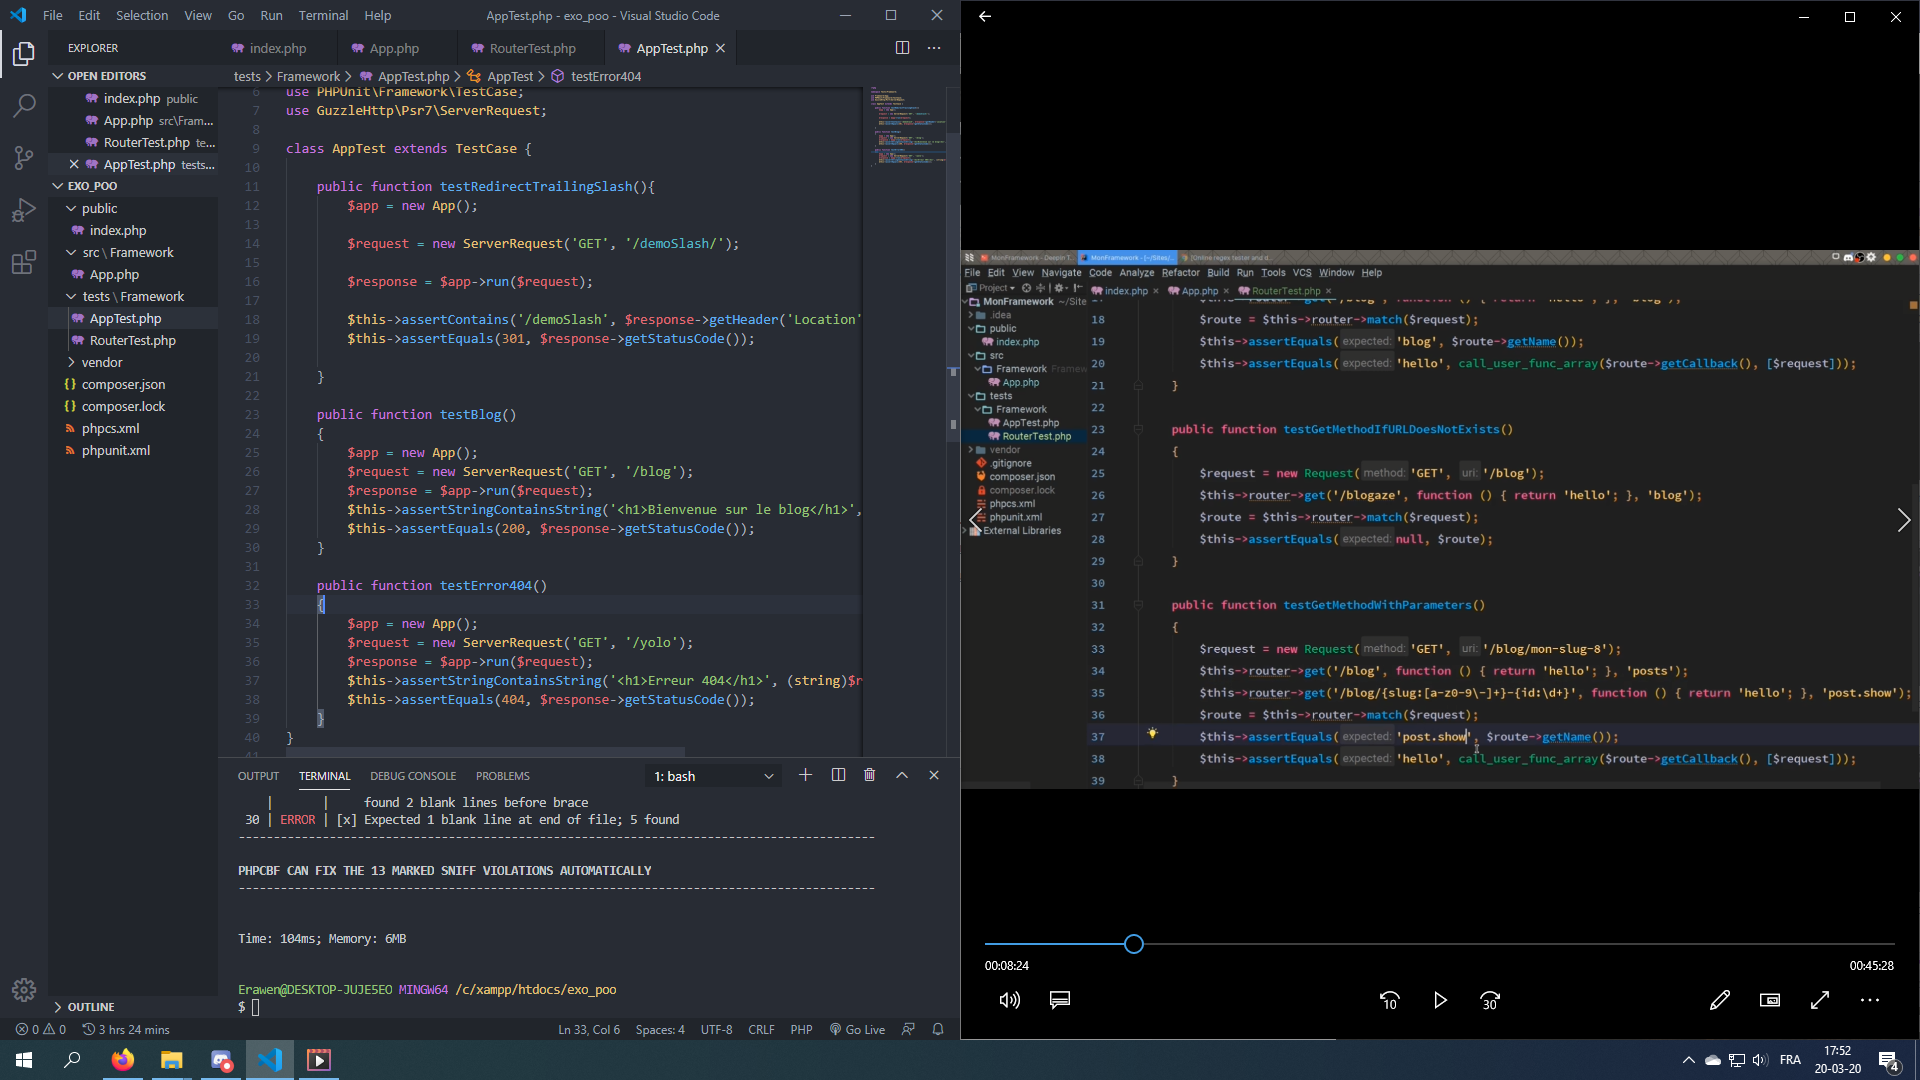 File Edit Selection View Go Run Terminal Help
AppTest.php - exo_poo - Visual Studio Code
EXPLORER
OPEN EDITORS
index.php public
App.php src\Fram...
RouterTest.php te...
AppTest.php tests...
EXO_POO
public
index.php
src \ Framework
App.php
tests \ Framework
AppTest.php
RouterTest.php
vendor
composer.json
composer.lock
phpcs.xml
phpunit.xml
OUTLINE
index.php App.php RouterTest.php AppTest.php
tests > Framework > AppTest.php > AppTest > testError404
6 use PHPUnit\Framework\TestCase;
7 use GuzzleHttp\Psr7\ServerRequest;
8
9 class AppTest extends TestCase {
10
11 public function testRedirectTrailingSlash(){
12 $app = new App();
13
14 $request = new ServerRequest('GET', '/demoSlash/');
15
16 $response = $app->run($request);
17
18 $this->assertContains('/demoSlash', $response->getHeader('Location'
19 $this->assertEquals(301, $response->getStatusCode());
20
21 }
22
23 public function testBlog()
24 {
25 $app = new App();
26 $request = new ServerRequest('GET', '/blog');
27 $response = $app->run($request);
28 $this->assertStringContainsString('<h1>Bienvenue sur le blog</h1>',
29 $this->assertEquals(200, $response->getStatusCode());
30 }
31
32 public function testError404()
33 {
34 $app = new App();
35 $request = new ServerRequest('GET', '/yolo');
36 $response = $app->run($request);
37 $this->assertStringContainsString('<h1>Erreur 404</h1>', (string)$r
38 $this->assertEquals(404, $response->getStatusCode());
39 }
40 }
41
OUTPUT TERMINAL DEBUG CONSOLE PROBLEMS 1: bash
| | found 2 blank lines before brace
30 | ERROR | [x] Expected 1 blank line at end of file; 5 found
-------------------------------------------------------------------------------------------
PHPCBF CAN FIX THE 13 MARKED SNIFF VIOLATIONS AUTOMATICALLY
-------------------------------------------------------------------------------------------
Time: 104ms; Memory: 6MB
Erawen@DESKTOP-JUJE5EO MINGW64 /c/xampp/htdocs/exo_poo
$
0 0 3 hrs 24 mins Ln 33, Col 6 Spaces: 4 UTF-8 CRLF PHP Go Live
MonFramework - Deepin T... MonFramework - [~/Sites/... [Online regex tester and d...
File Edit View Navigate Code Analyze Refactor Build Run Tools VCS Window Help
Project index.php App.php RouterTest.php
MonFramework ~/Site
.idea
public
index.php
src
Framework Framew
App.php
tests
Framework
AppTest.php
RouterTest.php
vendor
.gitignore
composer.json
composer.lock
phpcs.xml
phpunit.xml
External Libraries
18 $route = $this->router->match($request);
19 $this->assertEquals( expected: 'blog', $route->getName());
20 $this->assertEquals( expected: 'hello', call_user_func_array($route->getCallback(), [$request]));
21 }
22
23 public function testGetMethodIfURLDoesNotExists()
24 {
25 $request = new Request( method: 'GET', uri: '/blog');
26 $this->router->get('/blogaze', function () { return 'hello'; }, 'blog');
27 $route = $this->router->match($request);
28 $this->assertEquals( expected: null, $route);
29 }
30
31 public function testGetMethodWithParameters()
32 {
33 $request = new Request( method: 'GET', uri: '/blog/mon-slug-8');
34 $this->router->get('/blog', function () { return 'hello'; }, 'posts');
35 $this->router->get('/blog/{slug:[a-z0-9\-]+}-{id:\d+}', function () { return 'hello'; }, 'post.show');
36 $route = $this->router->match($request);
37 $this->assertEquals( expected: 'post.show', $route->getName());
38 $this->assertEquals( expected: 'hello', call_user_func_array($route->getCallback(), [$request]));
39 }
00:08:24 00:45:28
10 30
FRA 17:52
20-03-20
4